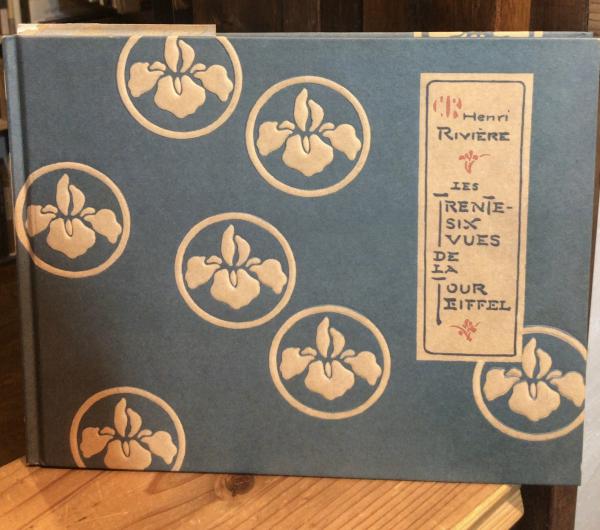 Henri
RIVIÈRE
LES
TRENTE-
SIX
VUES
DE
LA
TOUR
EIFFEL